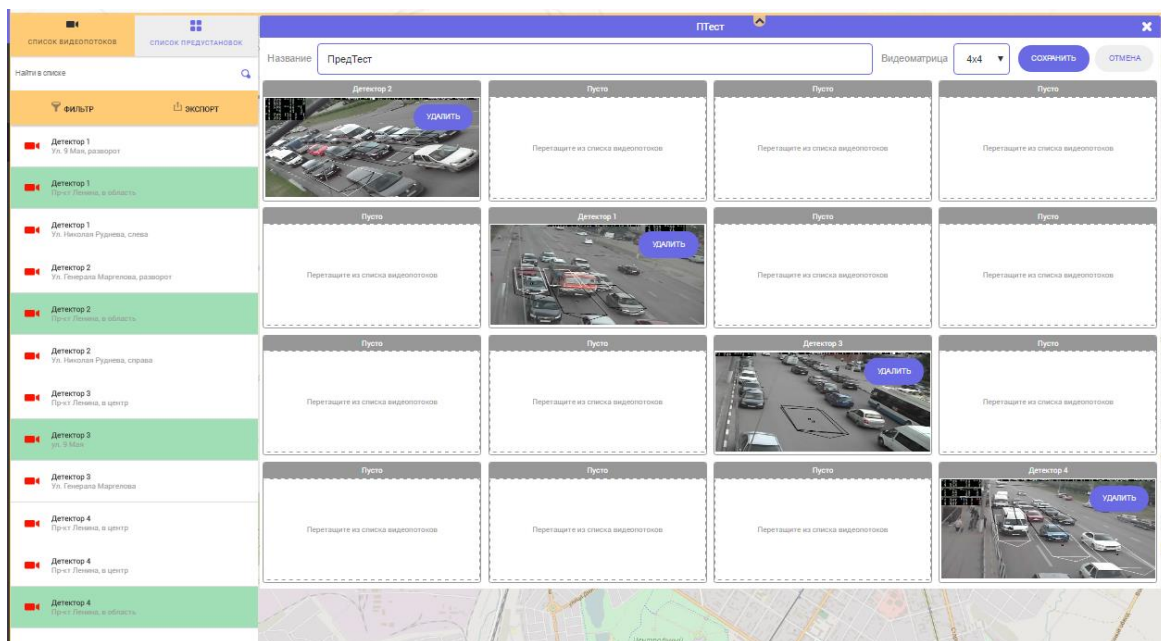 СПИСОК ВИДЕОПОТОКОВ
СПИСОК ПРЕДУСТАНОВОК
Найти в списке
ФИЛЬТР
ЭКСПОРТ
Детектор 1
Ул. 9 Мая, разворот
Детектор 1
Пр-кт Ленина, в область
Детектор 1
Ул. Николая Руднева, слева
Детектор 2
Ул. Генерала Маргелова, разворот
Детектор 2
Пр-кт Ленина, в область
Детектор 2
Ул. Николая Руднева, справа
Детектор 3
Пр-кт Ленина, в центр
Детектор 3
ул. 9 Мая
Детектор 3
Ул. Генерала Маргелова
Детектор 4
Пр-кт Ленина, в центр
Детектор 4
Пр-кт Ленина, в центр
Детектор 4
Пр-кт Ленина, в область
ПТест
Название
ПредТест
Видеоматрица
4x4
СОХРАНИТЬ
ОТМЕНА
Детектор 2
Пусто
Пусто
Пусто
УДАЛИТЬ
Перетащите из списка видеопотоков
Перетащите из списка видеопотоков
Перетащите из списка видеопотоков
Пусто
Детектор 1
Пусто
Пусто
Перетащите из списка видеопотоков
УДАЛИТЬ
Перетащите из списка видеопотоков
Перетащите из списка видеопотоков
Пусто
Пусто
Детектор 3
Пусто
Перетащите из списка видеопотоков
Перетащите из списка видеопотоков
УДАЛИТЬ
Перетащите из списка видеопотоков
Пусто
Пусто
Пусто
Детектор 4
Перетащите из списка видеопотоков
Перетащите из списка видеопотоков
Перетащите из списка видеопотоков
УДАЛИТЬ